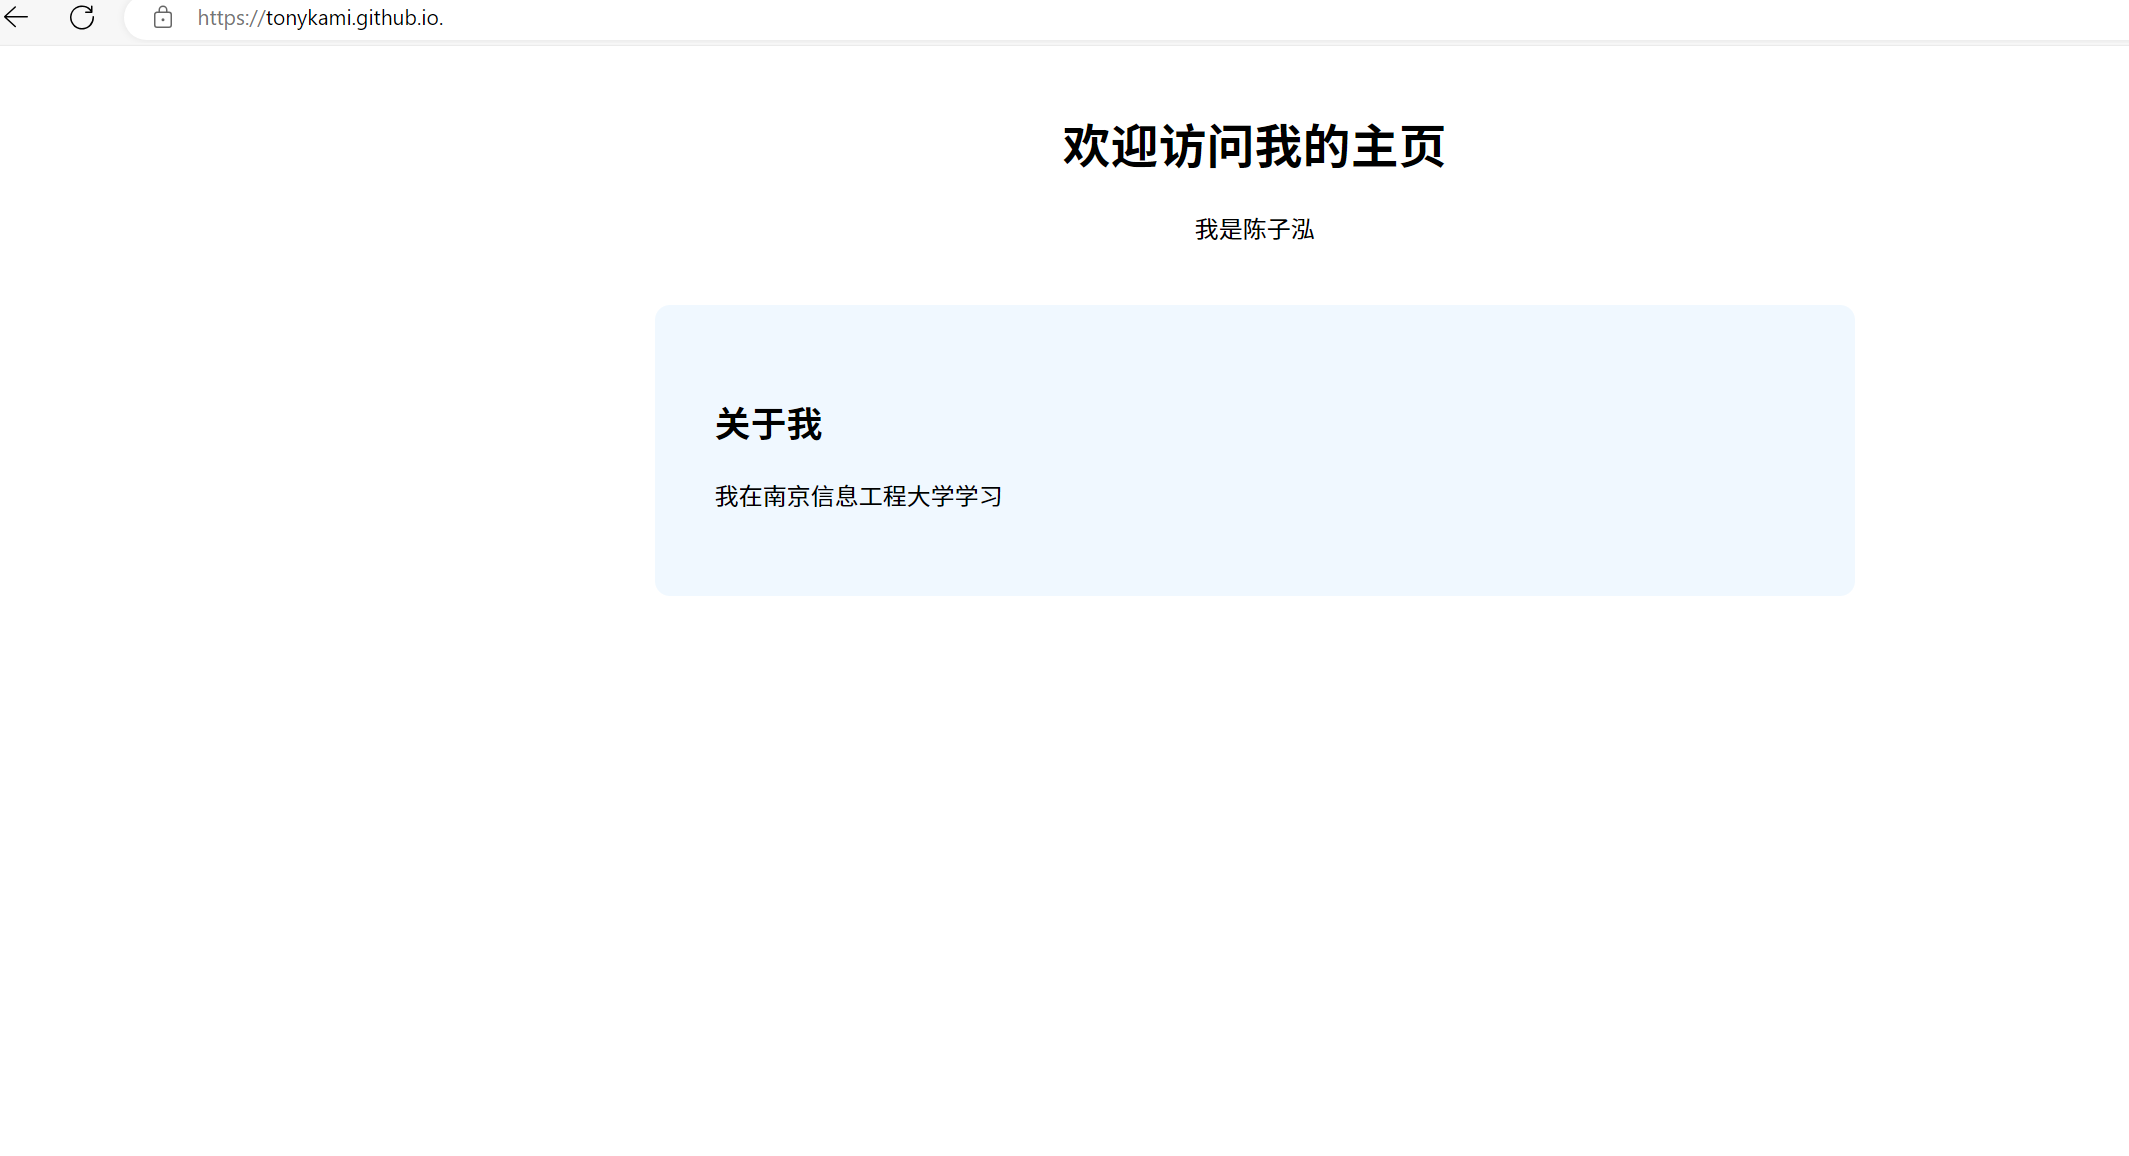 https://tonykami.github.io.
欢迎访问我的主页
我是陈子泓
关于我
我在南京信息工程大学学习